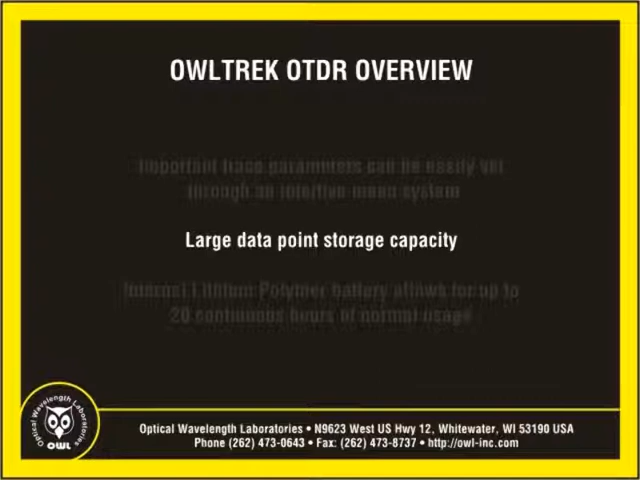 OWLTREK OTDR OVERVIEW
Important trace parameters can be easily
through an menu system
Large data point storage capacity
Internal Lithium Polymer battery allows for up to
20 continuous hours of normal usage
Optical Wavelength Laboratories • N9623 West US Hwy 12, Whitewater, WI 53190 USA
Phone (262) 473-0643 • Fax: (262) 473-8737 • http://owl-inc.com
Optical Wavelength Laboratories
OWL